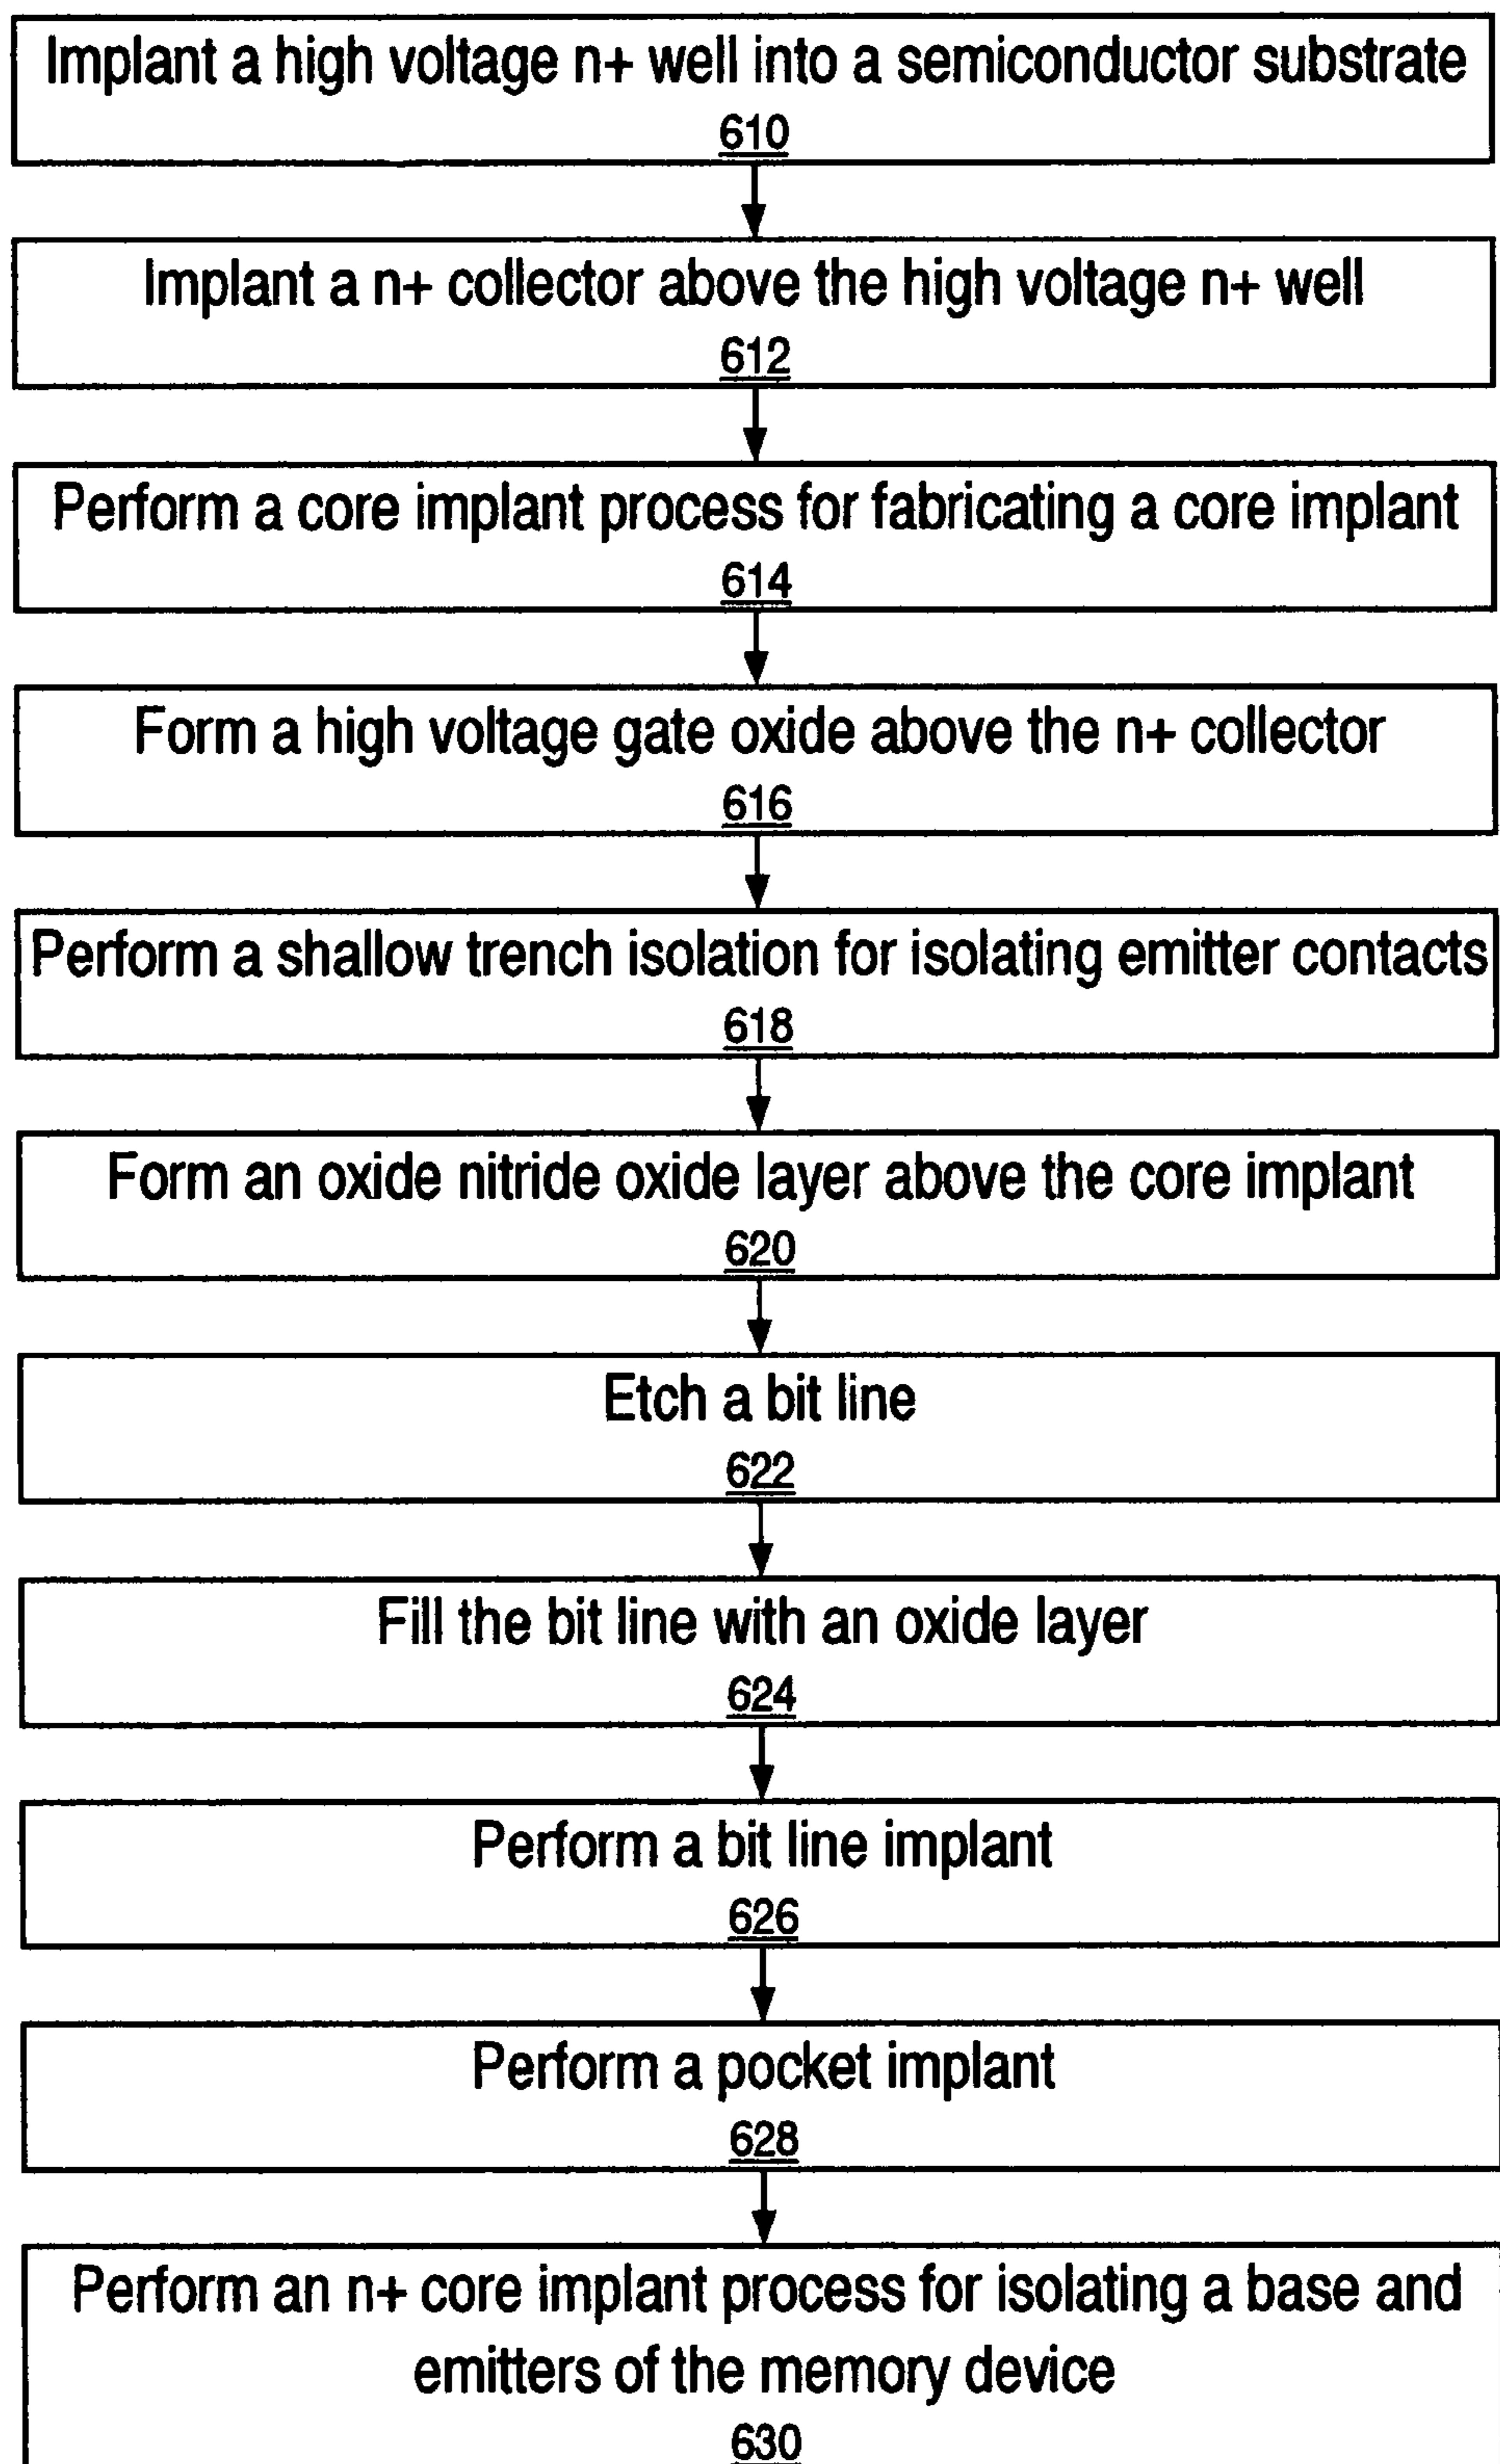 Implant a high voltage n+ well into a semiconductor substrate
610
Implant a n+ collector above the high voltage n+ well
612
Perform a core implant process for fabricating a core implant
614
Form a high voltage gate oxide above the n+ collector
616
Perform a shallow trench isolation for isolating emitter contacts
618
Form an oxide nitride oxide layer above the core implant
620
Etch a bit line
622
Fill the bit line with an oxide layer
624
Perform a bit line implant
626
Perform a pocket implant
628
Perform an n+ core implant process for isolating a base and
emitters of the memory device
630